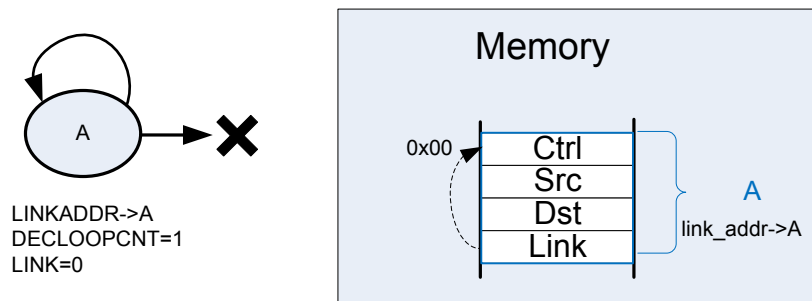 A
LINKADDR->A
DECLOOPCNT=1
LINK=0
Memory
0x00
Ctrl
Src
Dst
Link
A
link_addr->A